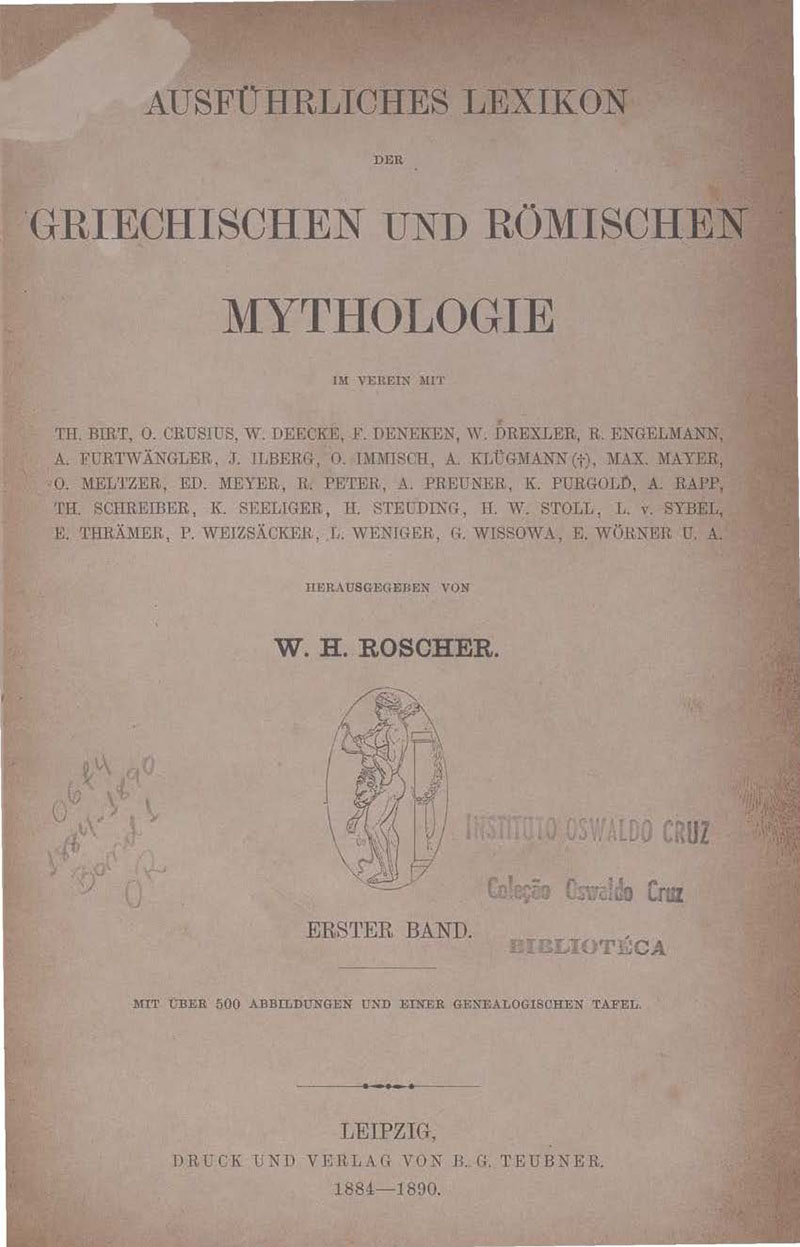 AUSFÜHRLICHES LEXIKON
DER
GRIECHISCHEN UND RÖMISCHEN
MYTHOLOGIE
IM VEREIN MIT
TH. BIRT, O. CRUSIUS, W. DEECKE, F. DENEKEN, W. DREXLER, R. ENGELMANN,
A. FURTWÄNGLER, J. ILBERG, O. IMMISCH, A. KLÜGMANN (†), MAX. MAYER,
O. MELTZER, ED. MEYER, R. PETER, A. PREUNER, K. PURGOLD, A. RAPP,
TH. SCHREIBER, K. SEELIGER, H. STEUDING, H. W. STOLL, L. v. SYBEL,
E. THRÄMER, P. WEIZSÄCKER, L. WENIGER, G. WISSOWA, E. WÖRNER U. A.
HERAUSGEGEBEN VON
W. H. ROSCHER.
1884-1890
INSTITUTO OSWALDO CRUZ
Coleção Oswaldo Cruz
BIBLIOTÉCA
ERSTER BAND.
MIT ÜBER 500 ABBILDUNGEN UND EINER GENEALOGISCHEN TAFEL.
LEIPZIG,
DRUCK UND VERLAG VON B. G. TEUBNER.
1884—1890.